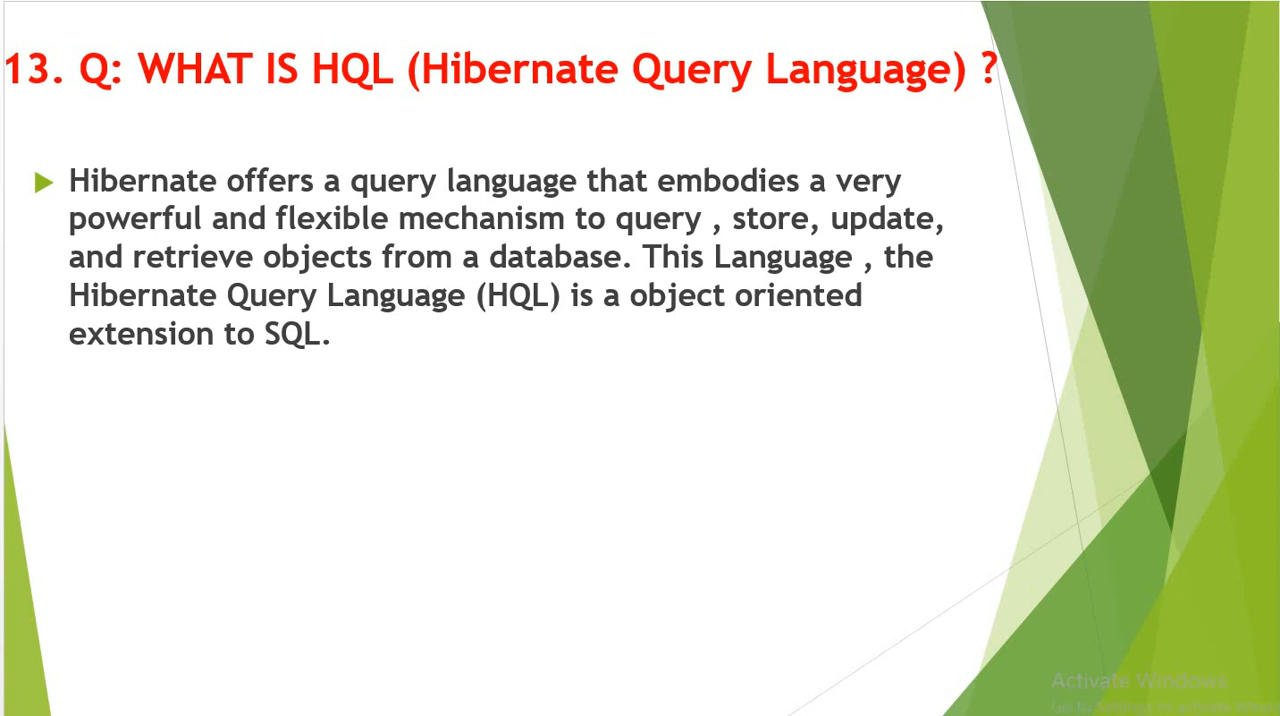 13. Q: WHAT IS HQL (Hibernate Query Language) ?
Hibernate offers a query language that embodies a very
powerful and flexible mechanism to query , store, update,
and retrieve objects from a database. This Language , the
Hibernate Query Language (HQL) is a object oriented
extension to SQL.
Activate Windows